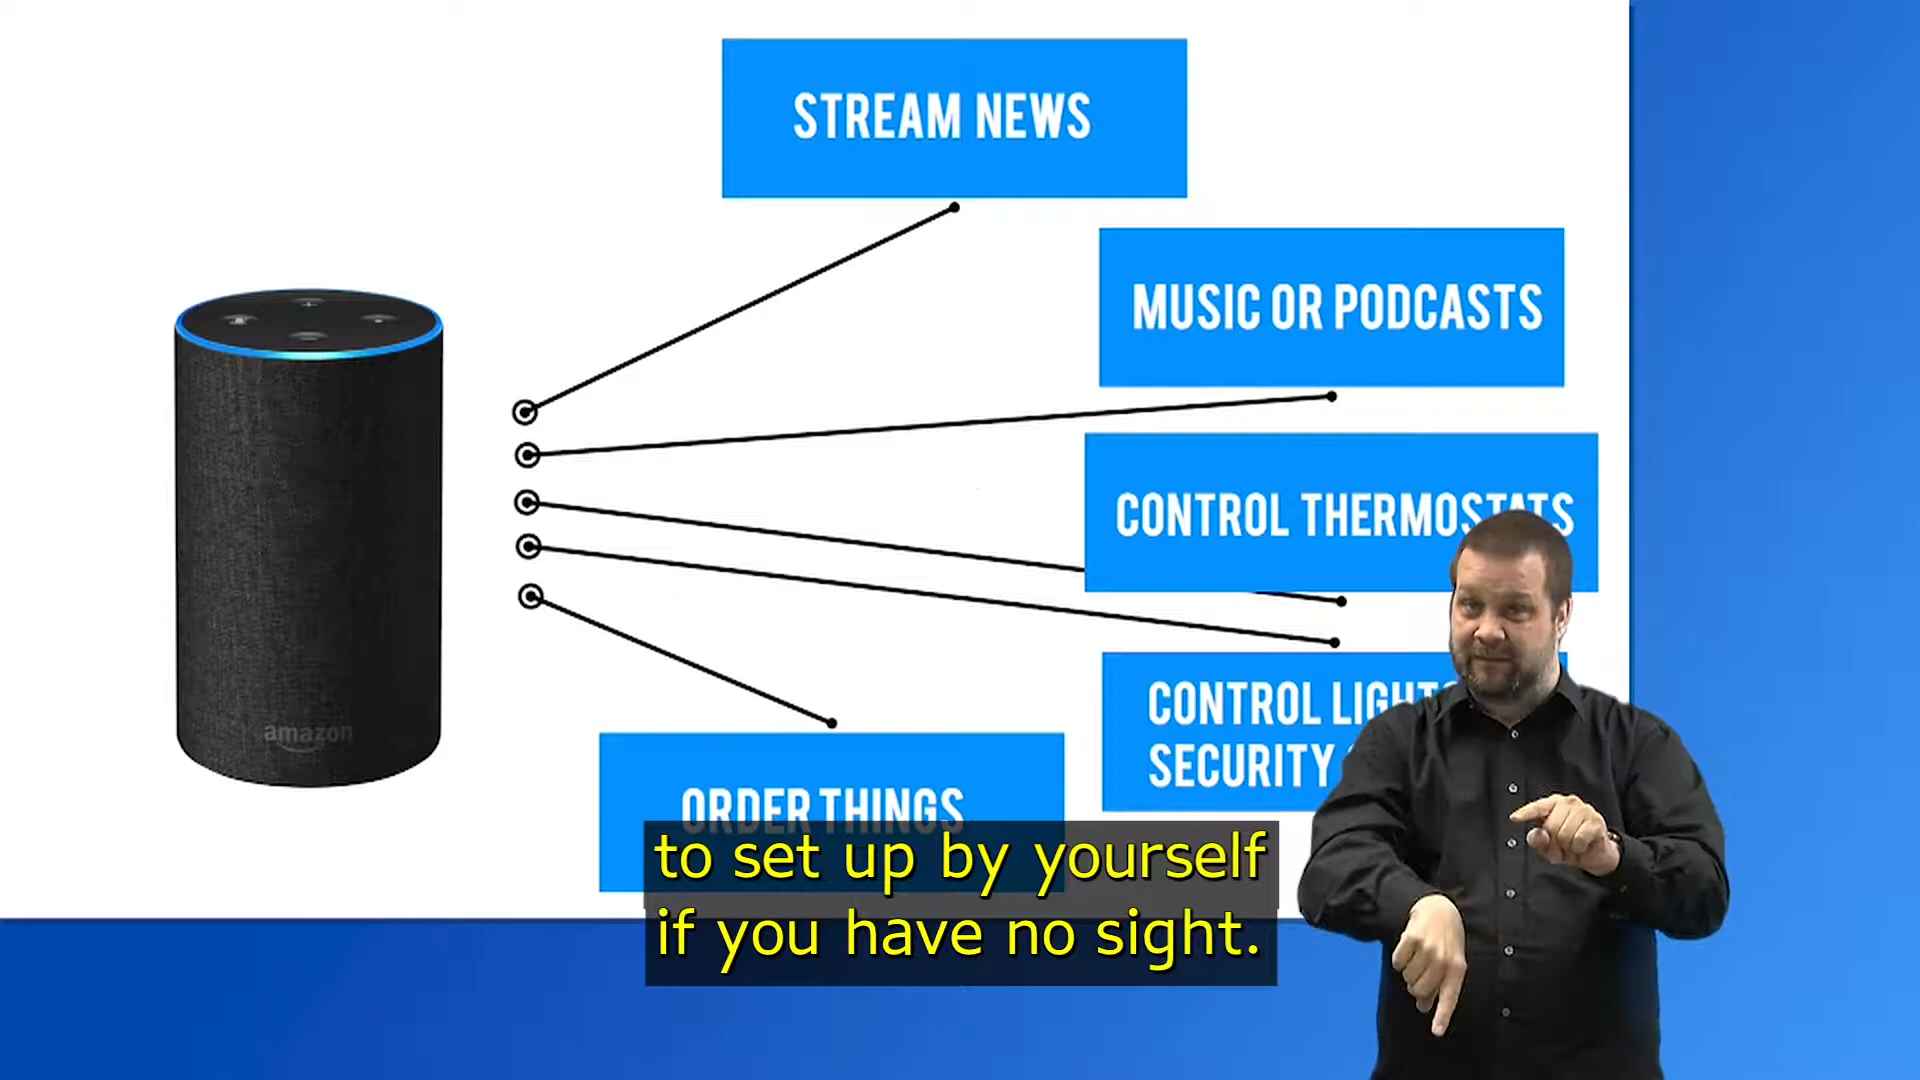 STREAM NEWS
MUSIC OR PODCASTS
CONTROL THERMOSTATS
CONTROL LIGHTS
SECURITY
amazon
ORDER THINGS
to set up by yourself
if you have no sight.